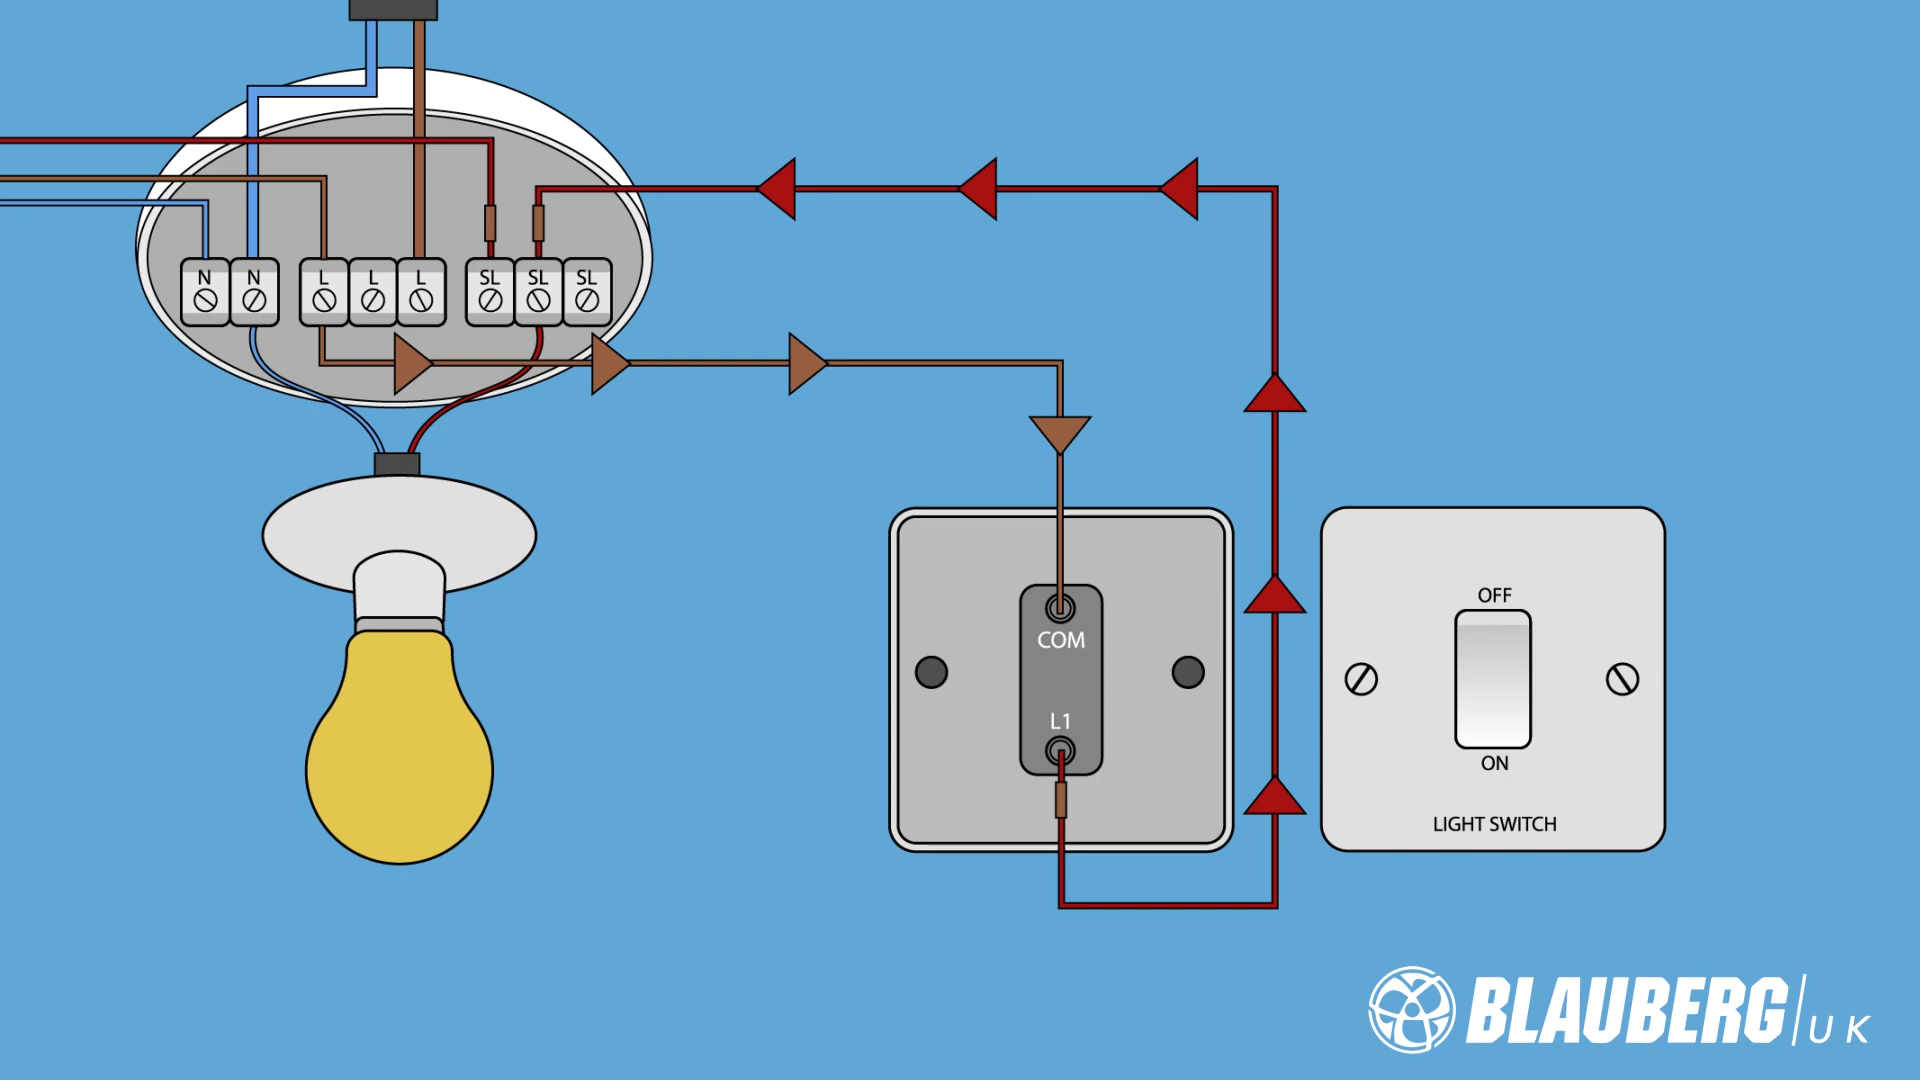 N N L L L SL SL SL
OFF
COM
L1
ON
LIGHT SWITCH
BLAUBERG/UK